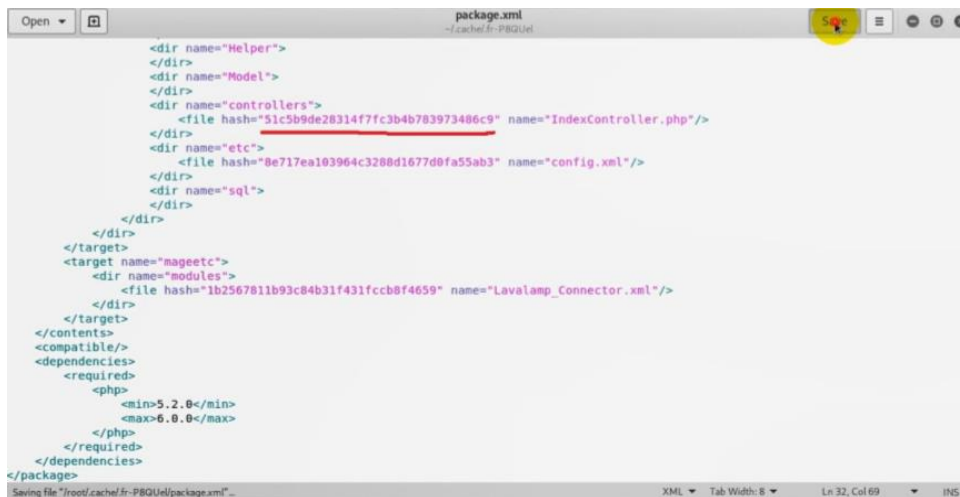 Open
package.xml
~/.cache/.fr-P8QUel
Save
<dir name="Helper">
</dir>
<dir name="Model">
</dir>
<dir name="controllers">
<file hash="51c5b9de28314f7fc3b4b783973486c9" name="IndexController.php"/>
</dir>
<dir name="etc">
<file hash="8e717ea103964c3288d1677d0fa55ab3" name="config.xml"/>
</dir>
<dir name="sql">
</dir>
</dir>
</dir>
</target>
<target name="mageetc">
<dir name="modules">
<file hash="1b2567811b93c84b31f431fccb8f4659" name="Lavalamp_Connector.xml"/>
</dir>
</target>
</contents>
<compatible/>
<dependencies>
<required>
<php>
<min>5.2.0</min>
<max>6.0.0</max>
</php>
</required>
</dependencies>
</package>
Saving file "/root/.cache/.fr-P8QUel/package.xml"... XML Tab Width: 8 Ln 32, Col 69 INS